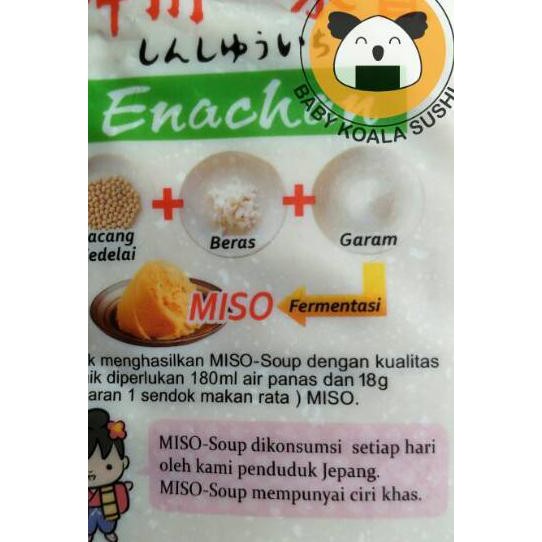 しんしゅうい
Enachan
BABY KOALA SUSHI
acang
edelai
Beras
Garam
MISO
Fermentasi
k menghasilkan MISO-Soup dengan kualitas
ik diperlukan 180ml air panas dan 18g
aran 1 sendok makan rata ) MISO.
MISO-Soup dikonsumsi setiap hari
oleh kami penduduk Jepang.
MISO-Soup mempunyai ciri khas.